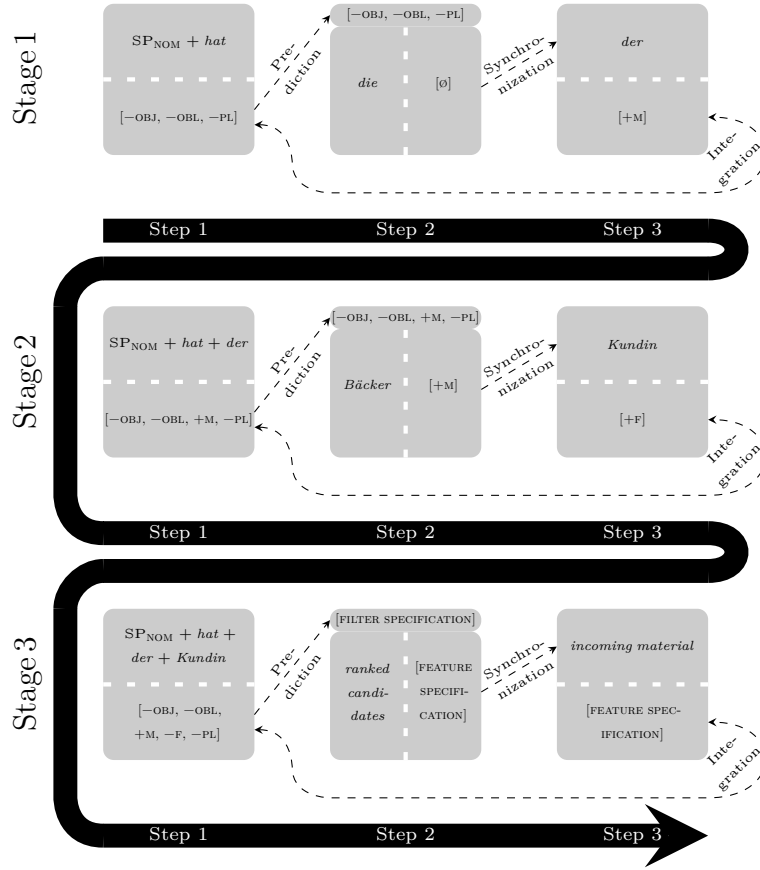 Stage 1
SP_NOM + hat
[−OBJ, −OBL, −PL]
Pre-
diction
[−OBJ, −OBL, −PL]
die
[Ø]
Synchro-
nization
der
[+M]
Inte-
gration
Step 1
Step 2
Step 3
Stage 2
SP_NOM + hat + der
[−OBJ, −OBL, +M, −PL]
Pre-
diction
[−OBJ, −OBL, +M, −PL]
Bäcker
[+M]
Synchro-
nization
Kundin
[+F]
Inte-
gration
Step 1
Step 2
Step 3
Stage 3
SP_NOM + hat +
der + Kundin
[−OBJ, −OBL,
+M, −F, −PL]
Pre-
diction
[FILTER SPECIFICATION]
ranked
candi-
dates
[FEATURE
SPECIFI-
CATION]
Synchro-
nization
incoming material
[FEATURE SPEC-
IFICATION]
Inte-
gration
Step 1
Step 2
Step 3